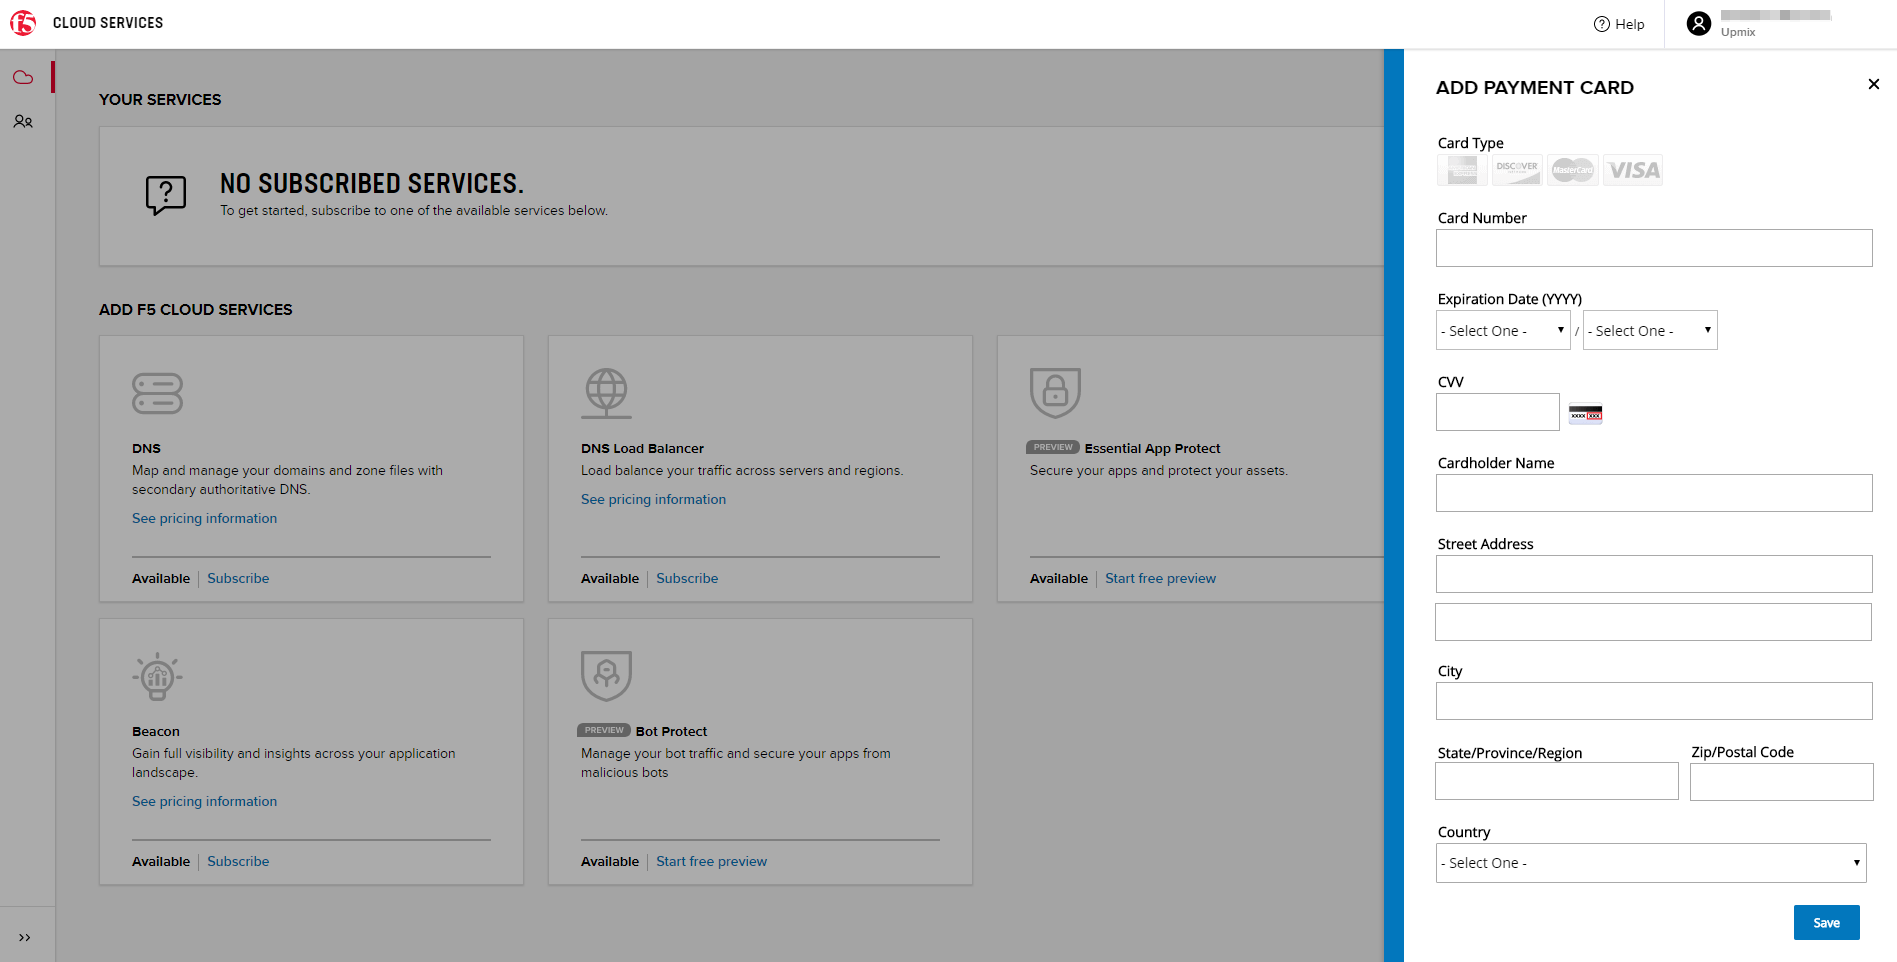 f5 CLOUD SERVICES
? Help
Upmix
YOUR SERVICES
?
NO SUBSCRIBED SERVICES.
To get started, subscribe to one of the available services below.
ADD F5 CLOUD SERVICES
DNS
Map and manage your domains and zone files with
secondary authoritative DNS.
See pricing information
Available | Subscribe
DNS Load Balancer
Load balance your traffic across servers and regions.
See pricing information
Available | Subscribe
PREVIEW Essential App Protect
Secure your apps and protect your assets.
Available | Start free preview
Beacon
Gain full visibility and insights across your application
landscape.
See pricing information
Available | Subscribe
PREVIEW Bot Protect
Manage your bot traffic and secure your apps from
malicious bots
Available | Start free preview
ADD PAYMENT CARD
Card Type
DISCOVER MasterCard VISA
Card Number
Expiration Date (YYYY)
- Select One - / - Select One -
CVV
XXXX XXX
Cardholder Name
Street Address
City
State/Province/Region Zip/Postal Code
Country
- Select One -
Save